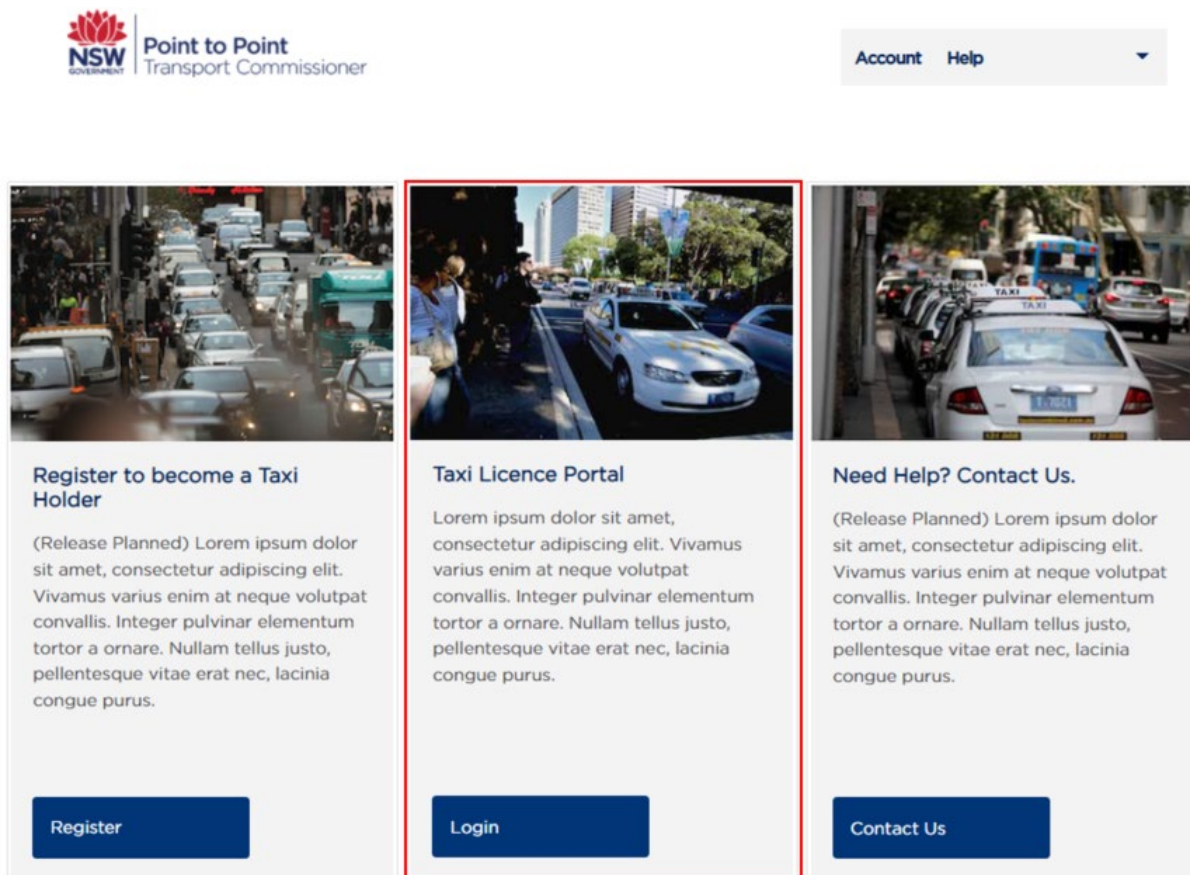 NSW
GOVERNMENT
Point to Point
Transport Commissioner
Account Help
TOLL
TAXI
TAXI
Register to become a Taxi
Holder
(Release Planned) Lorem ipsum dolor
sit amet, consectetur adipiscing elit.
Vivamus varius enim at neque volutpat
convallis. Integer pulvinar elementum
tortor a ornare. Nullam tellus justo,
pellentesque vitae erat nec, lacinia
congue purus.
Register
Taxi Licence Portal
Lorem ipsum dolor sit amet,
consectetur adipiscing elit. Vivamus
varius enim at neque volutpat
convallis. Integer pulvinar elementum
tortor a ornare. Nullam tellus justo,
pellentesque vitae erat nec, lacinia
congue purus.
Login
Need Help? Contact Us.
(Release Planned) Lorem ipsum dolor
sit amet, consectetur adipiscing elit.
Vivamus varius enim at neque volutpat
convallis. Integer pulvinar elementum
tortor a ornare. Nullam tellus justo,
pellentesque vitae erat nec, lacinia
congue purus.
Contact Us